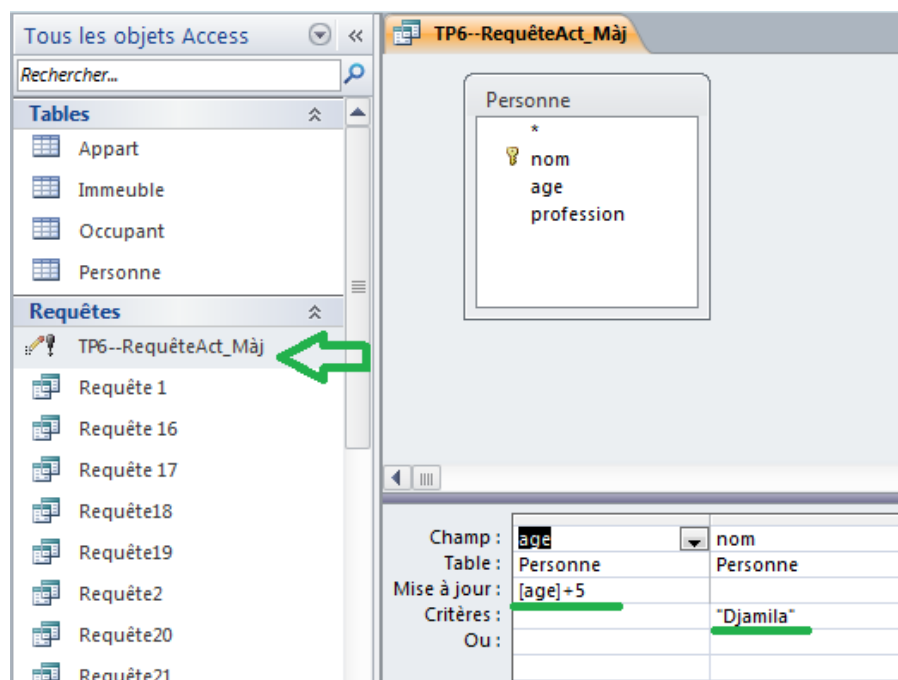 Tous les objets Access
Rechercher...
Tables
Appart
Immeuble
Occupant
Personne
Requêtes
TP6--RequêteAct_Màj
Requête 1
Requête 16
Requête 17
Requête18
Requête19
Requête2
Requête20
Requête21
TP6--RequêteAct_Màj
Personne
*
nom
age
profession
Champ : age nom
Table : Personne Personne
Mise à jour : [age]+5
Critères : "Djamila"
Ou :